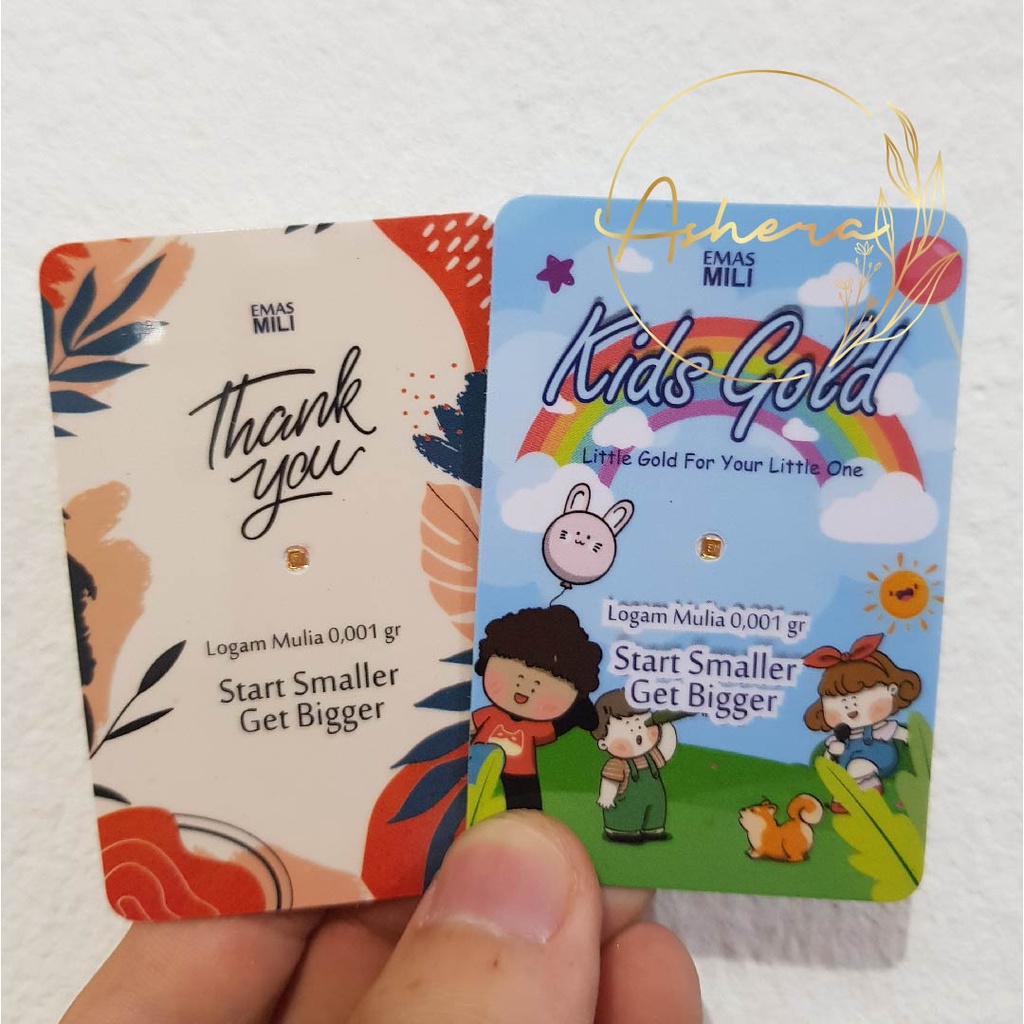 EMAS
MILI
Thank
you
Logam Mulia 0,001 gr
Start Smaller
Get Bigger
Ashera
EMAS
MILI
Kids Gold
Little Gold For Your Little One
Logam Mulia 0,001 gr
Start Smaller
Get Bigger